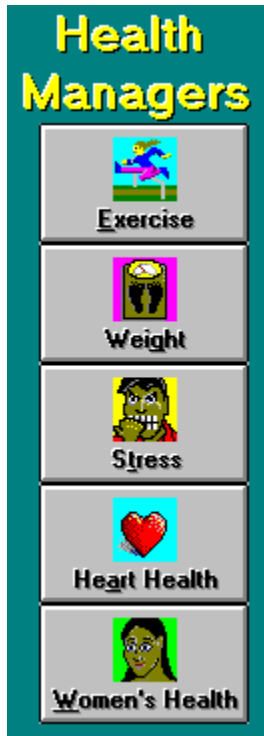 Health
Managers
Exercise
Weight
Stress
Heart Health
Women's Health